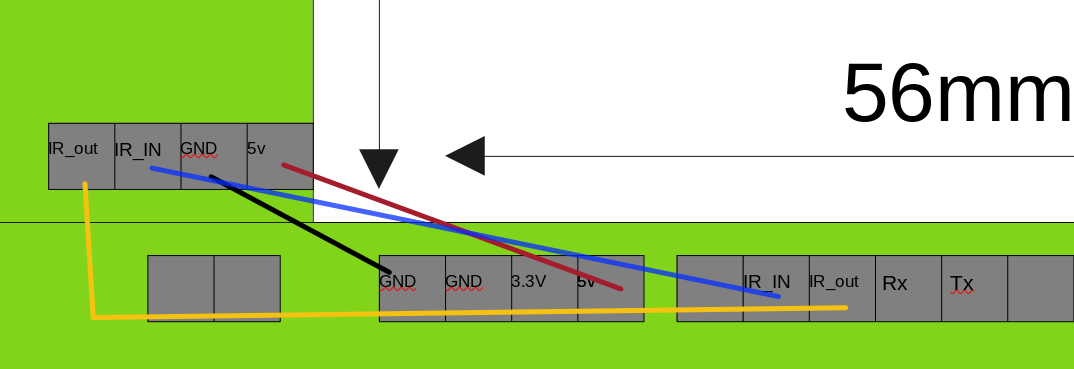 56mm
IR_out IR_IN GND 5v
GND GND 3.3V 5v IR_IN IR_out Rx Tx